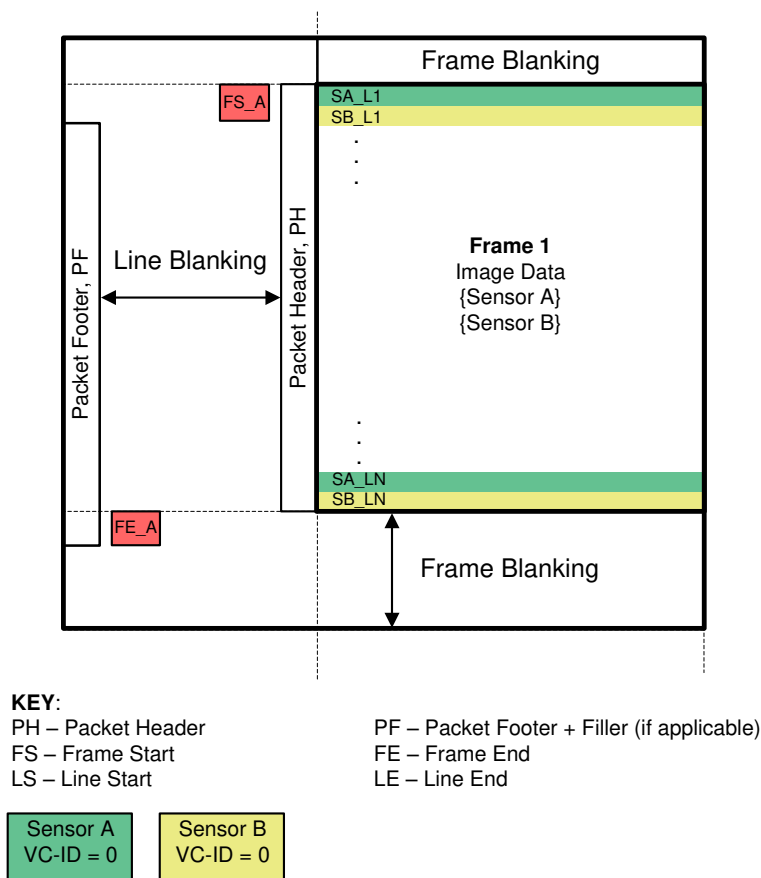 Frame Blanking
FS_A
SA_L1
SB_L1
.
.
.
Packet Footer, PF
Line Blanking
Packet Header, PH
Frame 1
Image Data
{Sensor A}
{Sensor B}
.
.
.
SA_LN
SB_LN
FE_A
Frame Blanking
KEY:
PH – Packet Header
PF – Packet Footer + Filler (if applicable)
FS – Frame Start
FE – Frame End
LS – Line Start
LE – Line End
Sensor A
VC-ID = 0
Sensor B
VC-ID = 0